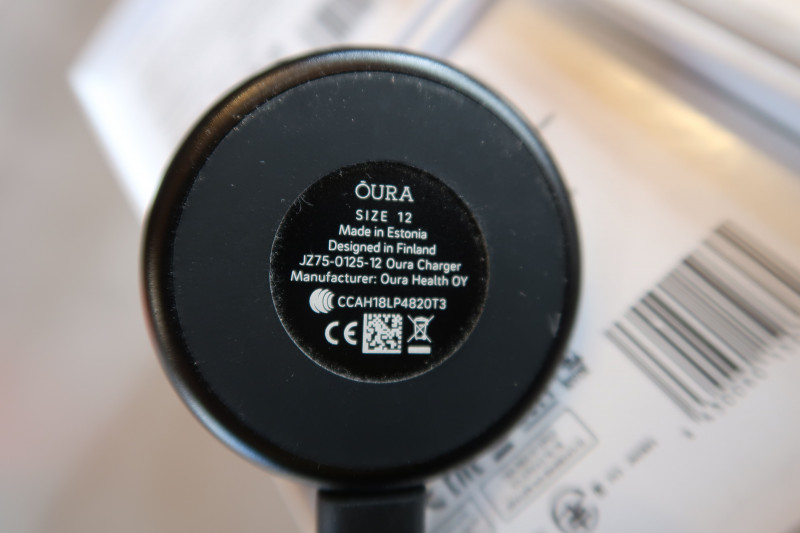 ŌURA
SIZE 12
Made in Estonia
Designed in Finland
JZ75-0125-12 Oura Charger
Manufacturer: Oura Health OY
CCAH18LP4820T3
CE